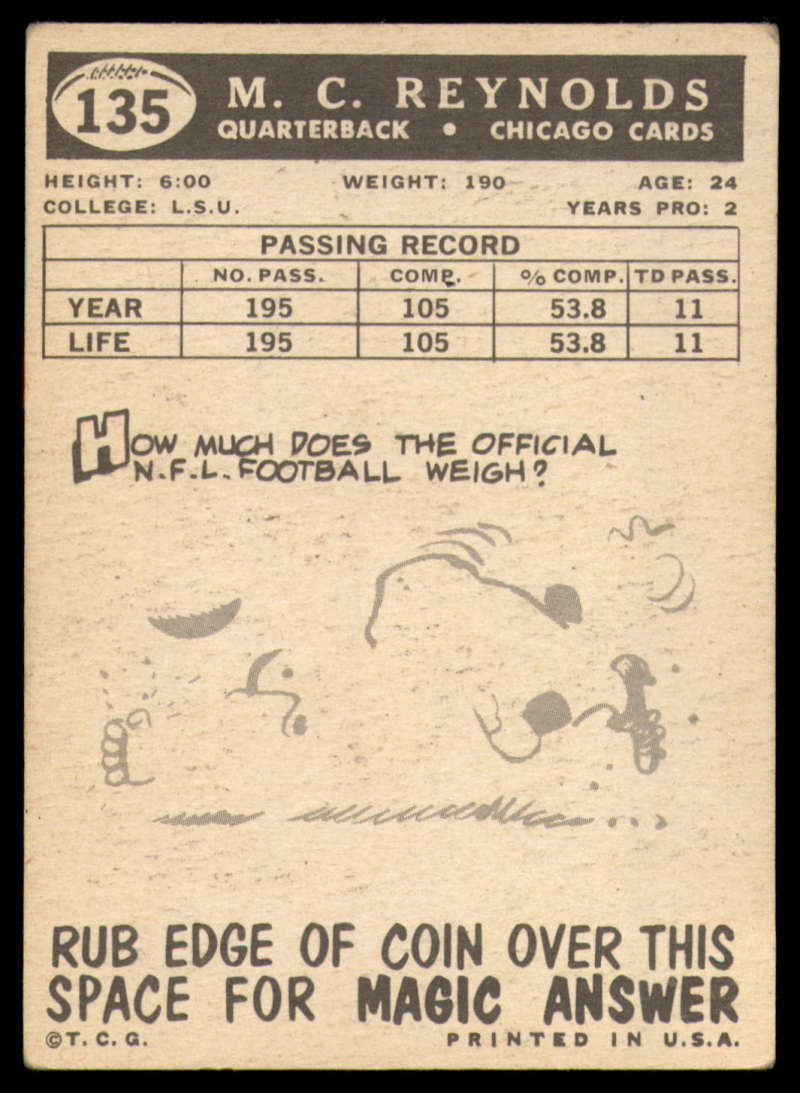 135
M. C. REYNOLDS
QUARTERBACK • CHICAGO CARDS
HEIGHT: 6:00 WEIGHT: 190 AGE: 24
COLLEGE: L.S.U. YEARS PRO: 2
PASSING RECORD
NO. PASS. COMP. % COMP. TD PASS.
YEAR 195 105 53.8 11
LIFE 195 105 53.8 11
HOW MUCH DOES THE OFFICIAL
N.F.L. FOOTBALL WEIGH?
RUB EDGE OF COIN OVER THIS
SPACE FOR MAGIC ANSWER
©T. C. G. PRINTED IN U.S.A.